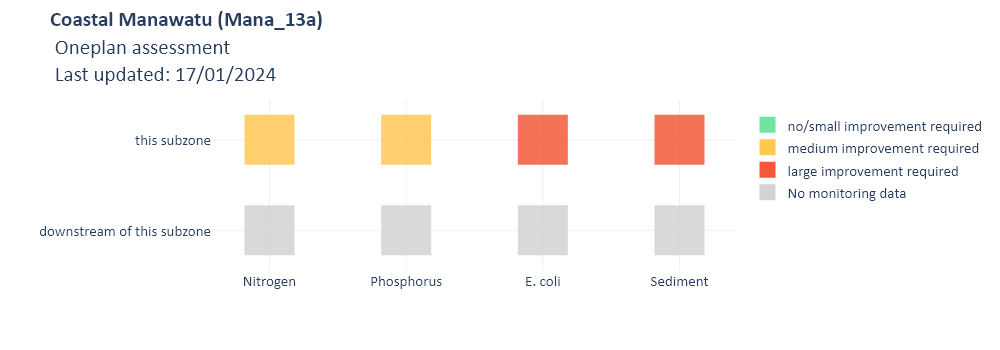 Coastal Manawatu (Mana_13a)
Oneplan assessment
Last updated: 17/01/2024
this subzone
downstream of this subzone
Nitrogen
Phosphorus
E. coli
Sediment
no/small improvement required
medium improvement required
large improvement required
No monitoring data